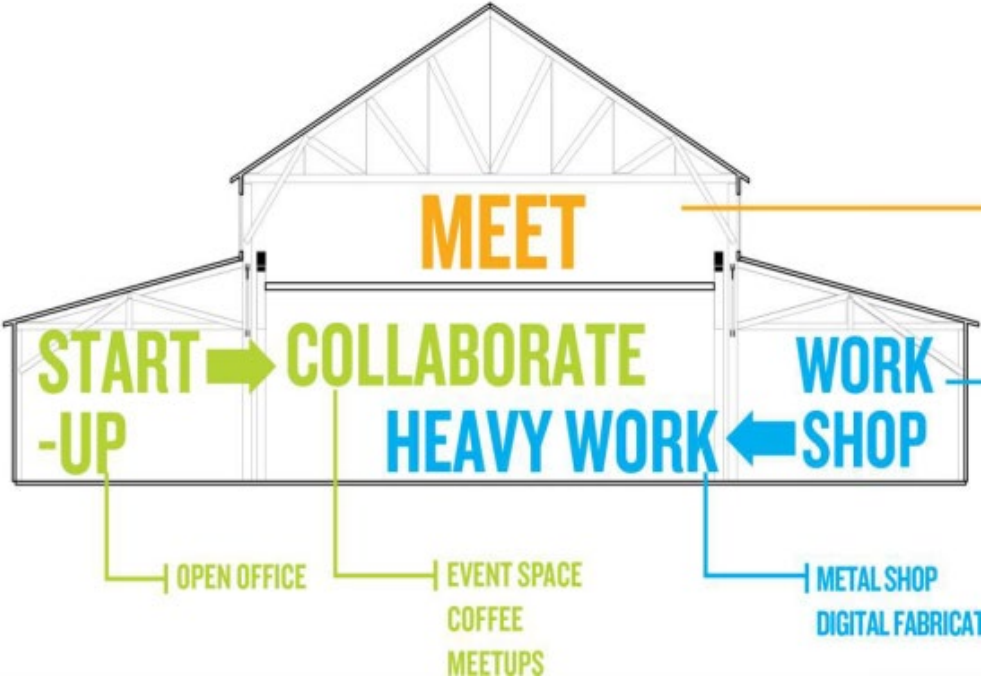 MEET
START
-UP
COLLABORATE
HEAVY WORK
WORK
SHOP
OPEN OFFICE
EVENT SPACE
COFFEE
MEETUPS
METAL SHOP
DIGITAL FABRICAT